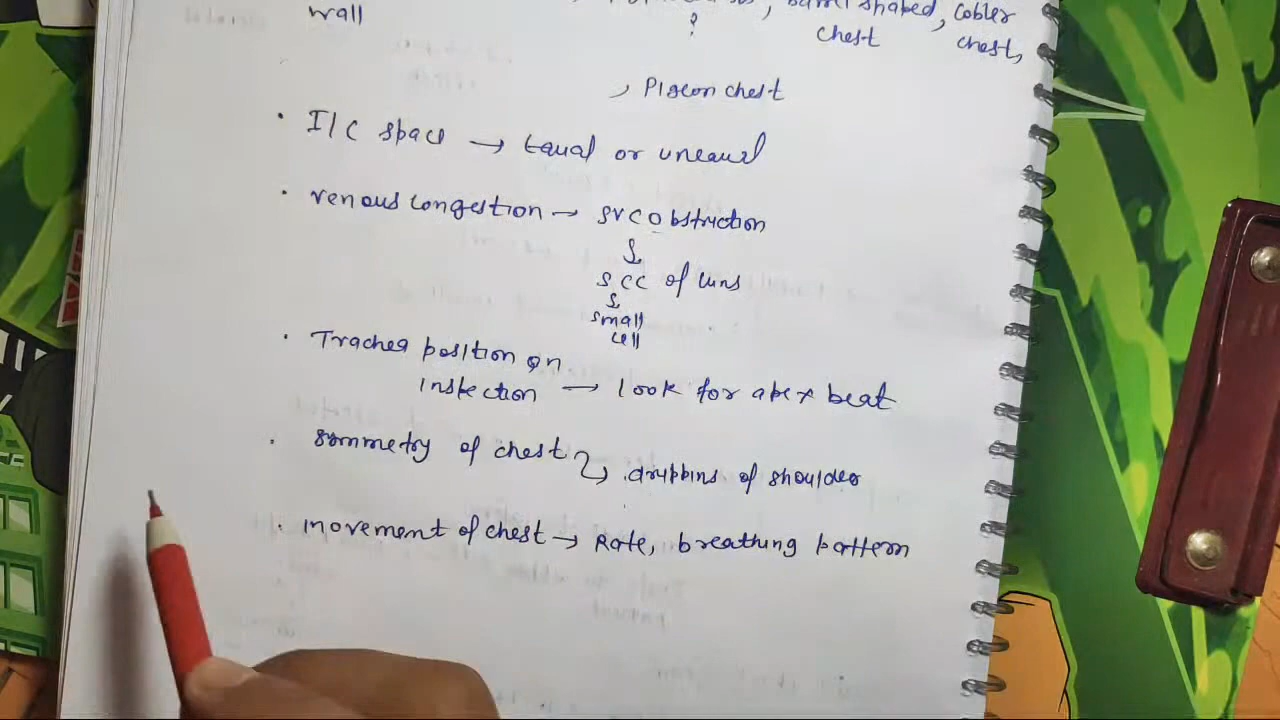 wall
?
shaped, Cobler
chest chest,
, Pigeon chest
· I/C space → Equal or unequal
· venous congestion → SVC Obstruction
SCC of lung
small
cell
· Trachea position on
inspection → look for apex beat
· symmetry of chest → druppins of shoulder
· movement of chest → Rate, breathing pattern